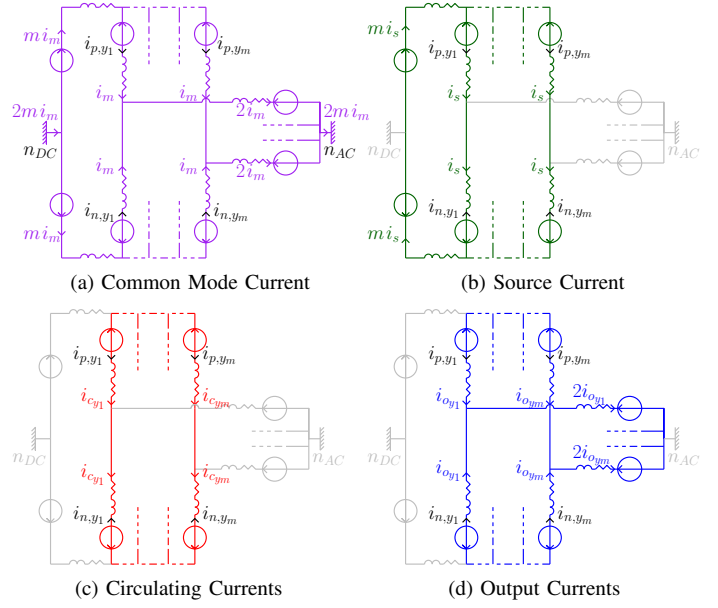 mi_m i_{p,y_1} i_{p,y_m}
i_m i_m 2i_m
2mi_m 2mi_m
n_{DC} n_{AC}
i_m i_m 2i_m
i_{n,y_1} i_{n,y_m}
mi_m
(a) Common Mode Current
mi_s i_{p,y_1} i_{p,y_m}
i_s i_s
n_{DC} n_{AC}
i_s i_s
i_{n,y_1} i_{n,y_m}
mi_s
(b) Source Current
i_{p,y_1} i_{p,y_m}
i_{c_{y_1}} i_{c_{y_m}}
n_{DC} n_{AC}
i_{c_{y_1}} i_{c_{y_m}}
i_{n,y_1} i_{n,y_m}
(c) Circulating Currents
i_{p,y_1} i_{p,y_m}
i_{o_{y_1}} i_{o_{y_m}} 2i_{o_{y_1}}
n_{DC} n_{AC}
i_{o_{y_1}} i_{o_{y_m}} 2i_{o_{y_m}}
i_{n,y_1} i_{n,y_m}
(d) Output Currents